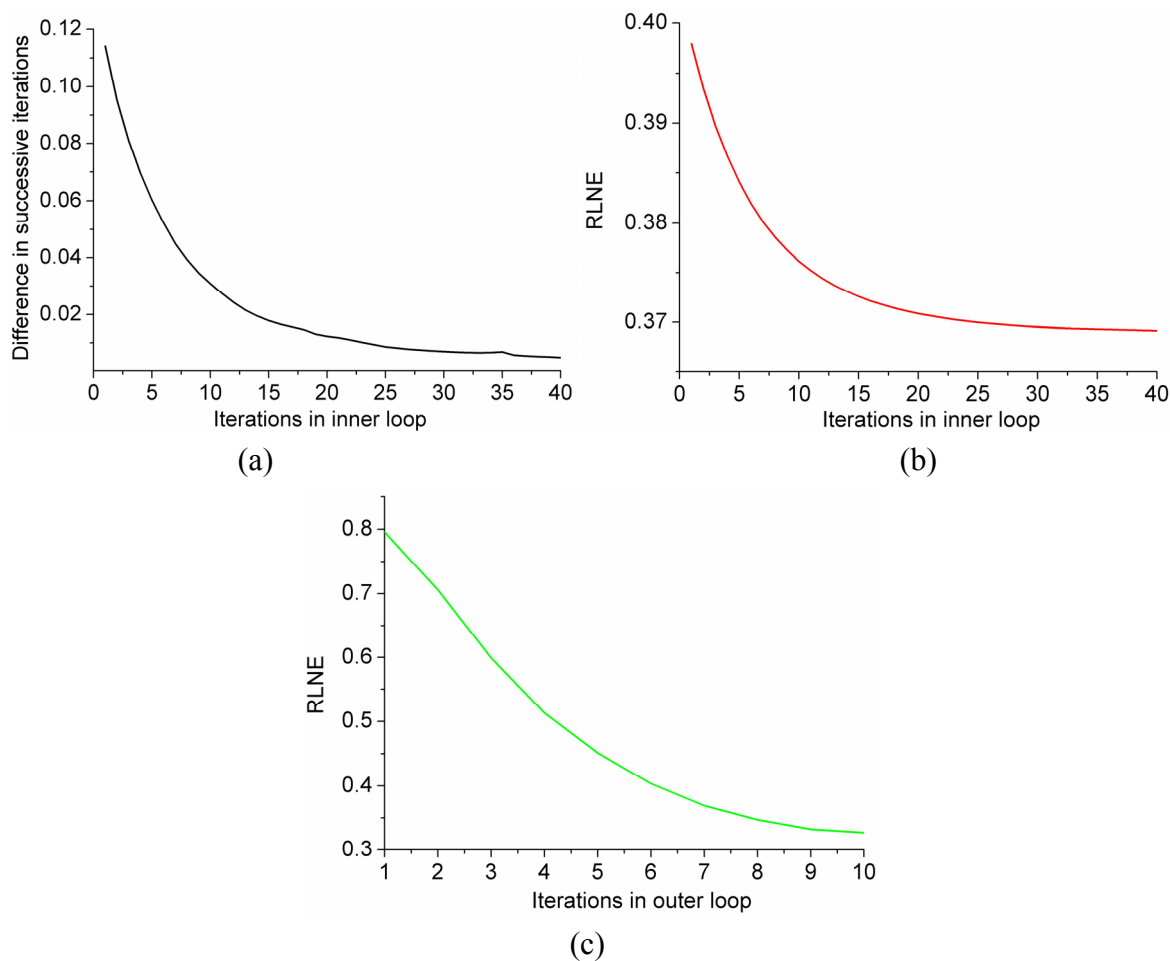 0.12
0.10
0.08
0.06
0.04
0.02
Difference in successive iterations
0 5 10 15 20 25 30 35 40
Iterations in inner loop
(a)
0.40
0.39
0.38
0.37
RLNE
0 5 10 15 20 25 30 35 40
Iterations in inner loop
(b)
0.8
0.7
0.6
0.5
0.4
0.3
RLNE
1 2 3 4 5 6 7 8 9 10
Iterations in outer loop
(c)